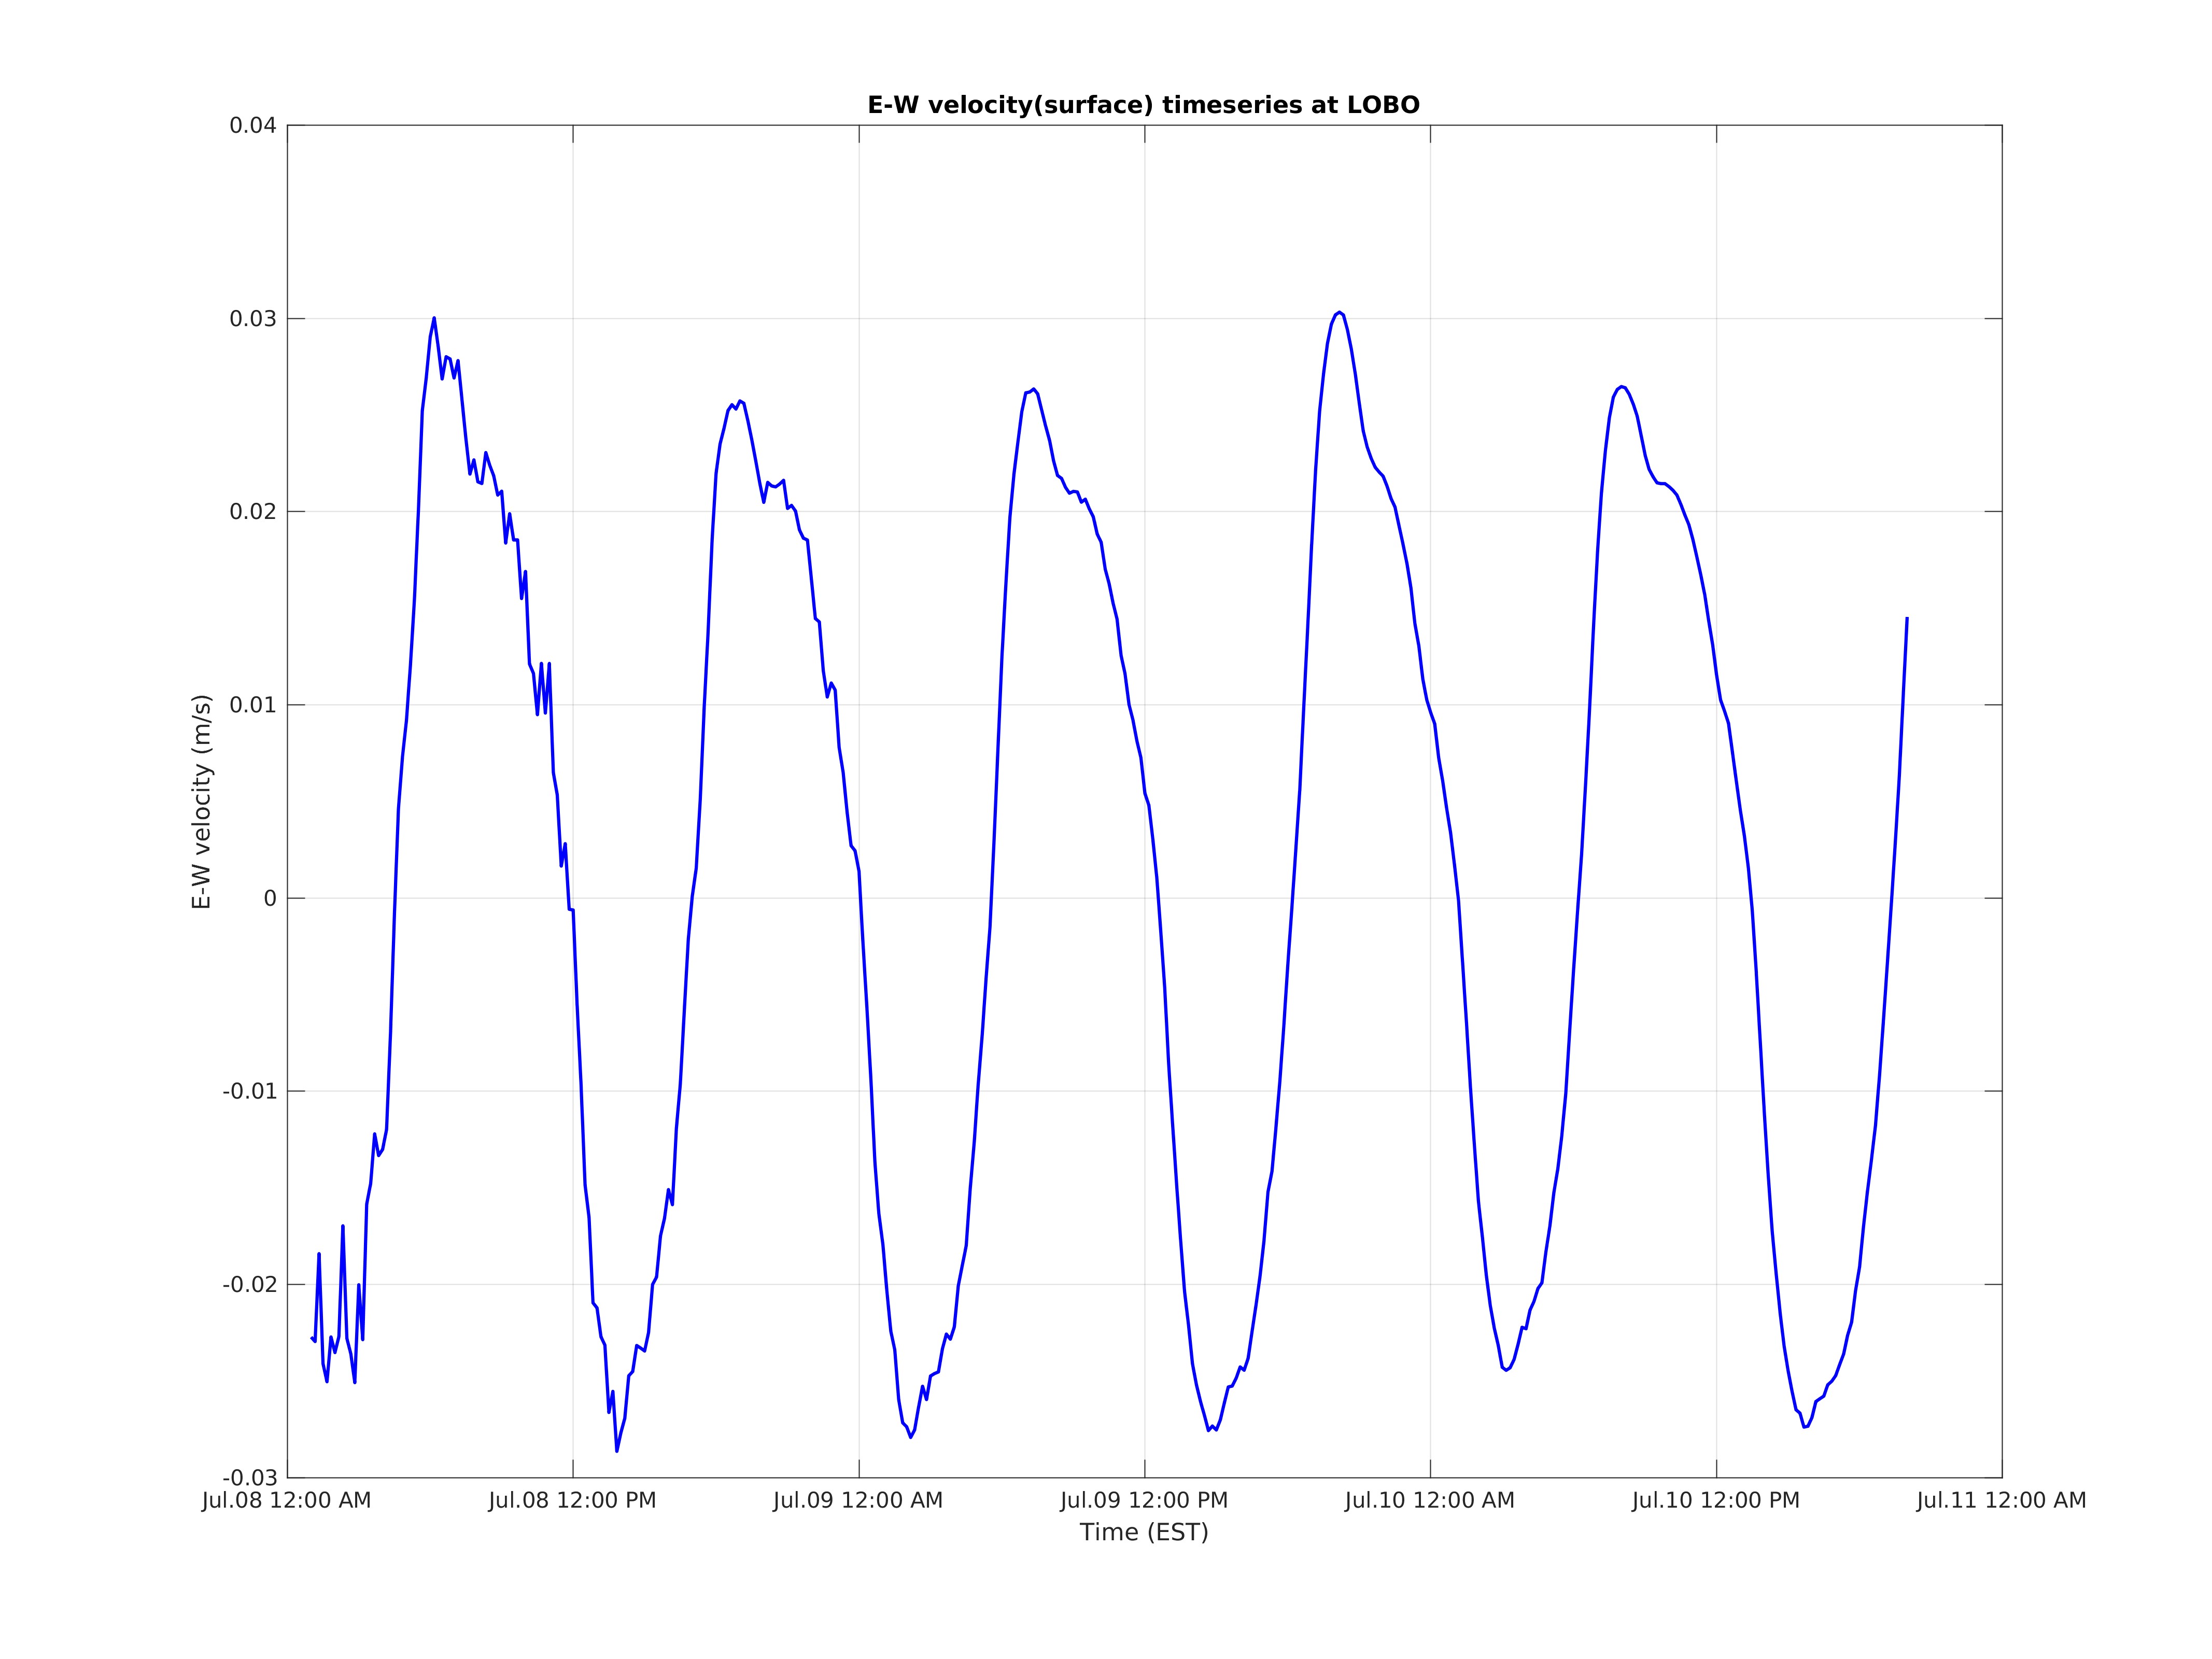 E-W velocity(surface) timeseries at LOBO
0.04
0.03
0.02
0.01
0
-0.01
-0.02
-0.03
E-W velocity (m/s)
Jul.08 12:00 AM Jul.08 12:00 PM Jul.09 12:00 AM Jul.09 12:00 PM Jul.10 12:00 AM Jul.10 12:00 PM Jul.11 12:00 AM
Time (EST)